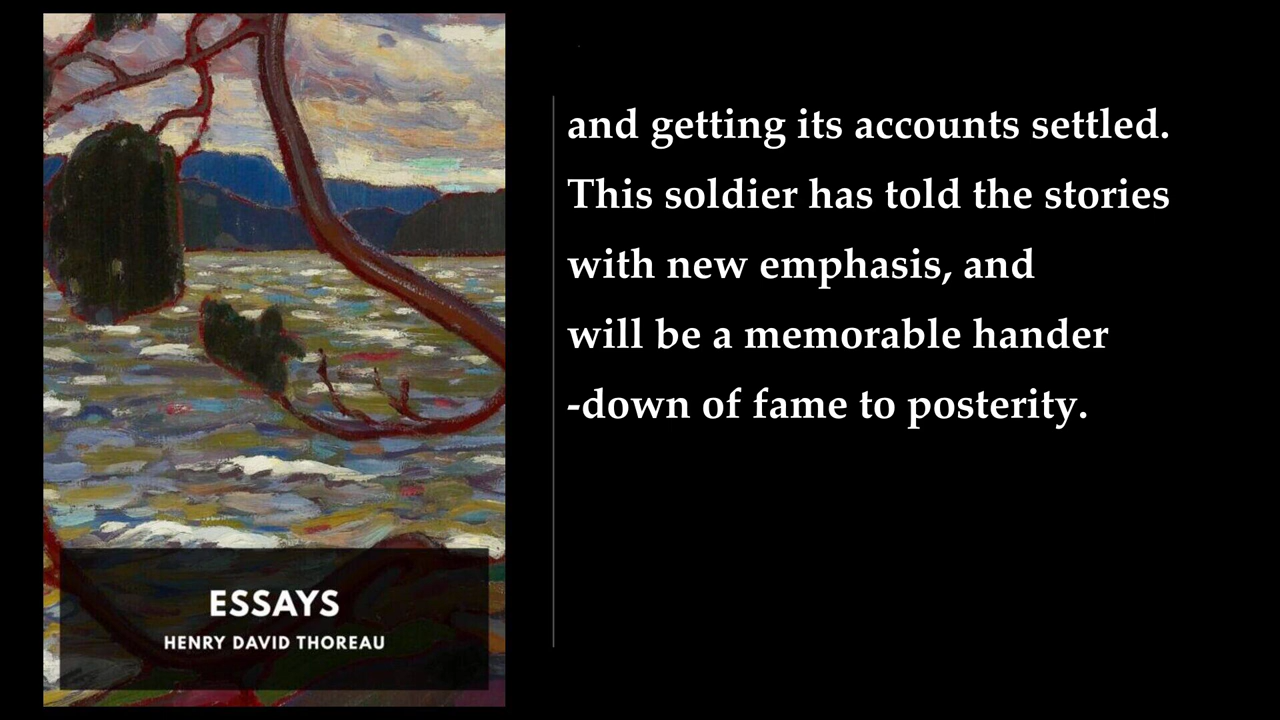 and getting its accounts settled.
This soldier has told the stories
with new emphasis, and
will be a memorable hander
-down of fame to posterity.
ESSAYS
HENRY DAVID THOREAU